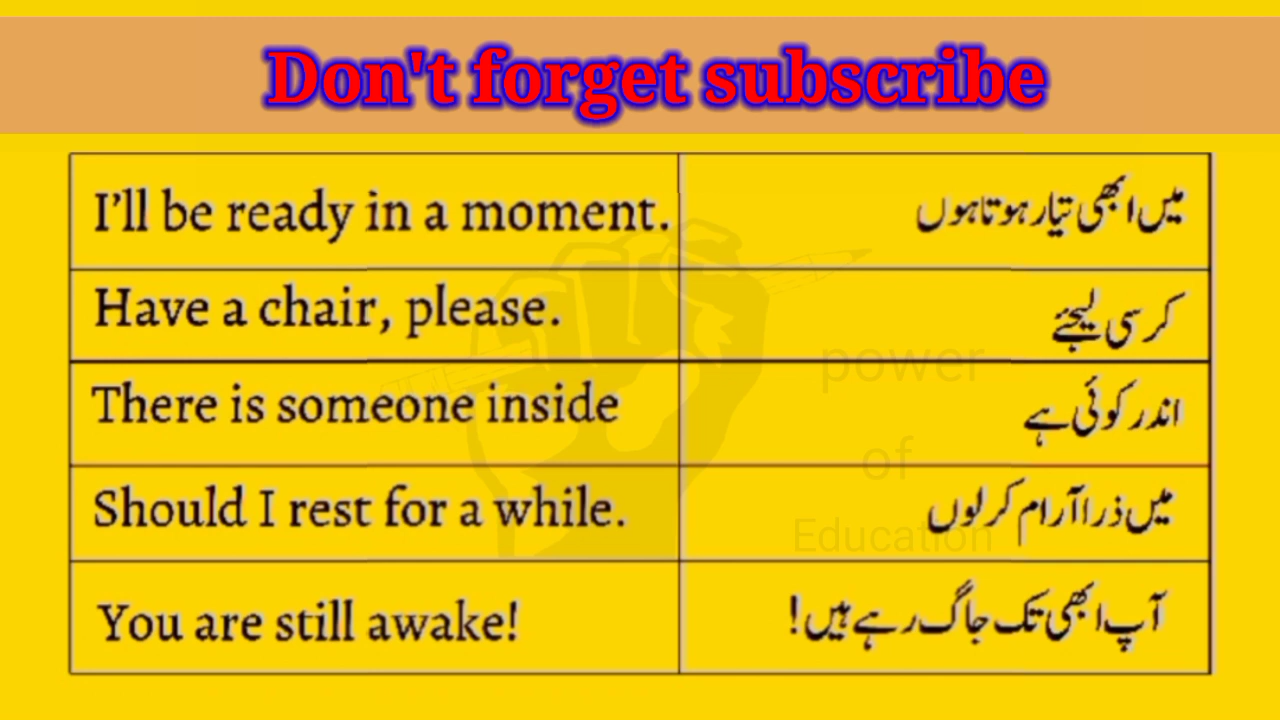 Don't forget subscribe
I'll be ready in a moment.
میں ابھی تیار ہوتا ہوں
Have a chair, please.
کرسی لیجئے
power
There is someone inside
اندر کوئی ہے
of
Should I rest for a while.
میں ذرا آرام کر لوں
Education
You are still awake!
آپ ابھی تک جاگ رہے ہیں!